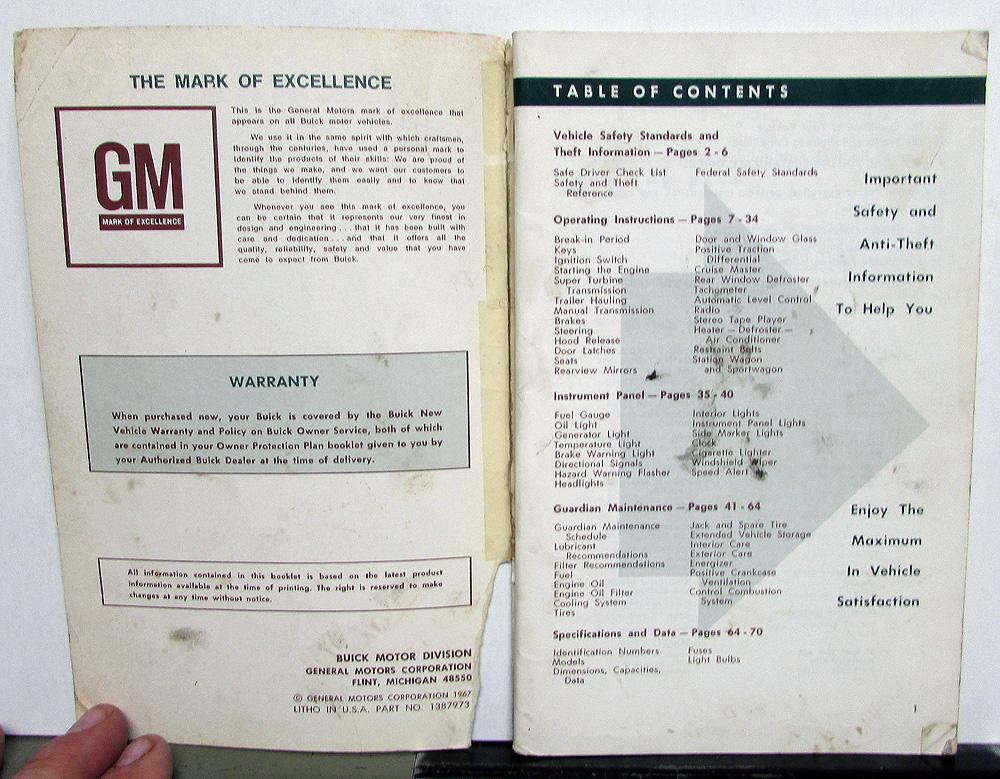 THE MARK OF EXCELLENCE
GM
MARK OF EXCELLENCE
This is the General Motors mark of excellence that
appears on all Buick motor vehicles.
We use it in the same spirit with which craftsmen,
through the centuries, have used a personal mark to
identify the products of their skills: We are proud of
the things we make, and we want our customers to
be able to identify them easily and to know that
we stand behind them.
Whenever you see this mark of excellence, you
can be certain that it represents our very finest in
design and engineering...that it has been built with
care and dedication...and that it offers all the
quality, reliability, safety and value that you have
come to expect from Buick.
WARRANTY
When purchased new, your Buick is covered by the Buick New
Vehicle Warranty and Policy on Buick Owner Service, both of which
are contained in your Owner Protection Plan booklet given to you by
your Authorized Buick Dealer at the time of delivery.
All information contained in this booklet is based on the latest product
information available at the time of printing. The right is reserved to make
changes at any time without notice.
BUICK MOTOR DIVISION
GENERAL MOTORS CORPORATION
FLINT, MICHIGAN 48550
© GENERAL MOTORS CORPORATION 1967
LITHO IN U.S.A. PART NO. 1387973
TABLE OF CONTENTS
Vehicle Safety Standards and
Theft Information — Pages 2 - 6
Safe Driver Check List
Safety and Theft
Reference
Federal Safety Standards
Operating Instructions — Pages 7 - 34
Break-in Period
Keys
Ignition Switch
Starting the Engine
Super Turbine
Transmission
Trailer Hauling
Manual Transmission
Brakes
Steering
Hood Release
Door Latches
Seats
Rearview Mirrors
Door and Window Glass
Positive Traction
Differential
Cruise Master
Rear Window Defroster
Tachometer
Automatic Level Control
Radio
Stereo Tape Player
Heater — Defroster —
Air Conditioner
Restraint Belts
Station Wagon
and Sportwagon
Instrument Panel — Pages 35 - 40
Fuel Gauge
Oil Light
Generator Light
Temperature Light
Brake Warning Light
Directional Signals
Hazard Warning Flasher
Headlights
Interior Lights
Instrument Panel Lights
Side Marker Lights
Clock
Cigarette Lighter
Windshield Wiper
Speed Alert
Guardian Maintenance — Pages 41 - 64
Guardian Maintenance
Schedule
Lubricant
Recommendations
Filter Recommendations
Fuel
Engine Oil
Engine Oil Filter
Cooling System
Tires
Jack and Spare Tire
Extended Vehicle Storage
Interior Care
Exterior Care
Energizer
Positive Crankcase
Ventilation
Control Combustion
System
Specifications and Data — Pages 64 - 70
Identification Numbers
Models
Dimensions, Capacities,
Data
Fuses
Light Bulbs
Important
Safety and
Anti-Theft
Information
To Help You
Enjoy The
Maximum
In Vehicle
Satisfaction
1